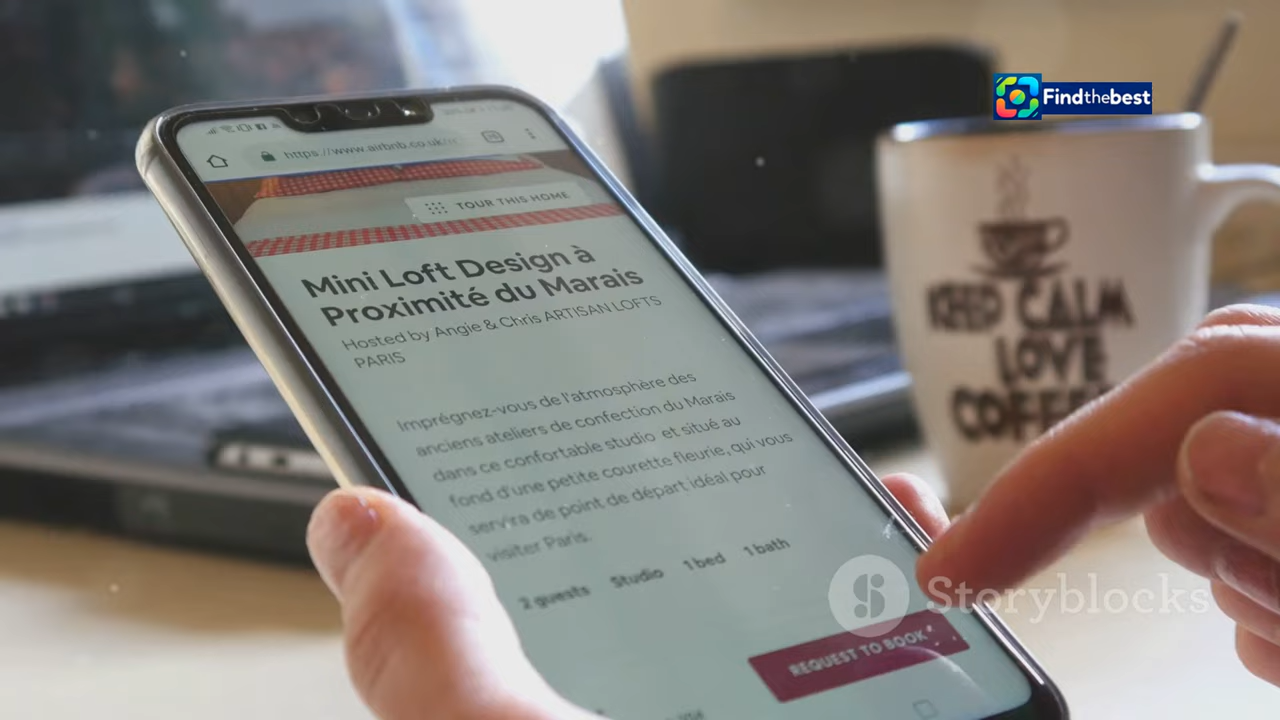 Findthebest
https://www.airbnb.co.uk/r
TOUR THIS HOME
Mini Loft Design à
Proximité du Marais
Hosted by Angie & Chris ARTISAN LOFTS
PARIS
Imprégnez-vous de l'atmosphère des
anciens ateliers de confection du Marais
dans ce confortable studio et situé au
fond d'une petite courette fleurie, qui vous
servira de point de départ idéal pour
visiter Paris.
2 guests Studio 1 bed 1 bath
REQUEST TO BOOK
KEEP CALM
LOVE
Storyblocks